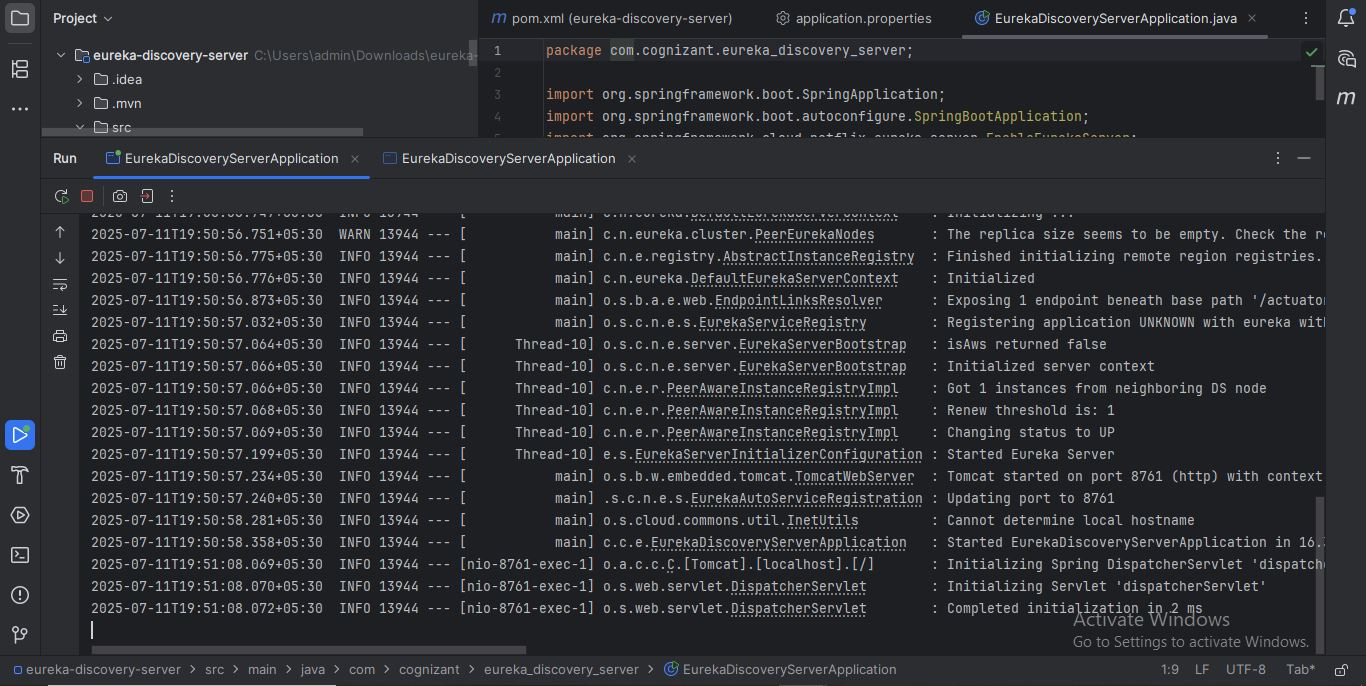 Project
pom.xml (eureka-discovery-server)
application.properties
EurekaDiscoveryServerApplication.java
eureka-discovery-server C:\Users\admin\Downloads\eureka-
.idea
.mvn
src
1 package com.cognizant.eureka_discovery_server;
2
3 import org.springframework.boot.SpringApplication;
4 import org.springframework.boot.autoconfigure.SpringBootApplication;
5 import org.springframework.cloud.netflix.eureka.server.EnableEurekaServer;
Run
EurekaDiscoveryServerApplication
EurekaDiscoveryServerApplication
INFO 13944 --- [ main] c.n.eureka.DefaultEurekaServerContext : Initializing ...
2025-07-11T19:50:56.751+05:30 WARN 13944 --- [ main] c.n.eureka.cluster.PeerEurekaNodes : The replica size seems to be empty. Check the r
2025-07-11T19:50:56.775+05:30 INFO 13944 --- [ main] c.n.e.registry.AbstractInstanceRegistry : Finished initializing remote region registries.
2025-07-11T19:50:56.776+05:30 INFO 13944 --- [ main] c.n.eureka.DefaultEurekaServerContext : Initialized
2025-07-11T19:50:56.873+05:30 INFO 13944 --- [ main] o.s.b.a.e.web.EndpointLinksResolver : Exposing 1 endpoint beneath base path '/actuator
2025-07-11T19:50:57.032+05:30 INFO 13944 --- [ main] o.s.c.n.e.s.EurekaServiceRegistry : Registering application UNKNOWN with eureka wit
2025-07-11T19:50:57.064+05:30 INFO 13944 --- [ Thread-10] o.s.c.n.e.server.EurekaServerBootstrap : isAws returned false
2025-07-11T19:50:57.066+05:30 INFO 13944 --- [ Thread-10] o.s.c.n.e.server.EurekaServerBootstrap : Initialized server context
2025-07-11T19:50:57.066+05:30 INFO 13944 --- [ Thread-10] c.n.e.r.PeerAwareInstanceRegistryImpl : Got 1 instances from neighboring DS node
2025-07-11T19:50:57.068+05:30 INFO 13944 --- [ Thread-10] c.n.e.r.PeerAwareInstanceRegistryImpl : Renew threshold is: 1
2025-07-11T19:50:57.069+05:30 INFO 13944 --- [ Thread-10] c.n.e.r.PeerAwareInstanceRegistryImpl : Changing status to UP
2025-07-11T19:50:57.199+05:30 INFO 13944 --- [ Thread-10] e.s.EurekaServerInitializerConfiguration : Started Eureka Server
2025-07-11T19:50:57.234+05:30 INFO 13944 --- [ main] o.s.b.w.embedded.tomcat.TomcatWebServer : Tomcat started on port 8761 (http) with context
2025-07-11T19:50:57.240+05:30 INFO 13944 --- [ main] .s.c.n.e.s.EurekaAutoServiceRegistration : Updating port to 8761
2025-07-11T19:50:58.281+05:30 INFO 13944 --- [ main] o.s.cloud.commons.util.InetUtils : Cannot determine local hostname
2025-07-11T19:50:58.358+05:30 INFO 13944 --- [ main] c.c.e.EurekaDiscoveryServerApplication : Started EurekaDiscoveryServerApplication in 16.
2025-07-11T19:51:08.069+05:30 INFO 13944 --- [nio-8761-exec-1] o.a.c.c.C.[Tomcat].[localhost].[/] : Initializing Spring DispatcherServlet 'dispatch
2025-07-11T19:51:08.070+05:30 INFO 13944 --- [nio-8761-exec-1] o.s.web.servlet.DispatcherServlet : Initializing Servlet 'dispatcherServlet'
2025-07-11T19:51:08.072+05:30 INFO 13944 --- [nio-8761-exec-1] o.s.web.servlet.DispatcherServlet : Completed initialization in 2 ms
Activate Windows
Go to Settings to activate Windows.
eureka-discovery-server > src > main > java > com > cognizant > eureka_discovery_server > EurekaDiscoveryServerApplication 1:9 LF UTF-8 Tab*